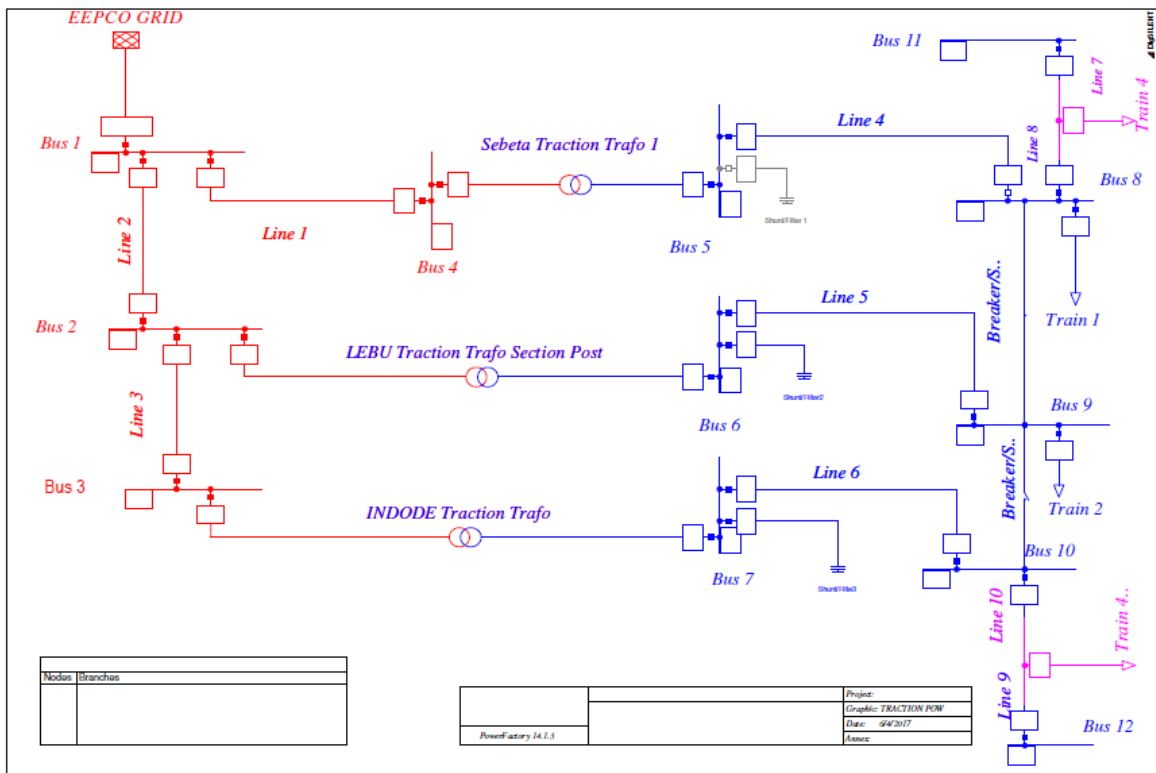 EEPCO GRID
DIgSILENT
Bus 11
Line 7
Train 4
Bus 1
Line 4
Sebeta Traction Trafo 1
Line 8
Bus 8
Line 2
Line 1
Bus 4
Shunt/Filter 1
Bus 5
Breaker/S..
Train 1
Bus 2
Line 5
LEBU Traction Trafo Section Post
Line 3
Shunt/Filter2
Bus 6
Bus 9
Bus 3
Line 6
INDODE Traction Trafo
Breaker/S..
Train 2
Bus 7
Shunt/Filte3
Bus 10
Line 10
Train 4..
Line 9
Bus 12
Nodes Branches
PowerFactory 14.1.3
Project:
Graphic: TRACTION POW
Date: 6/4/2017
Annex: